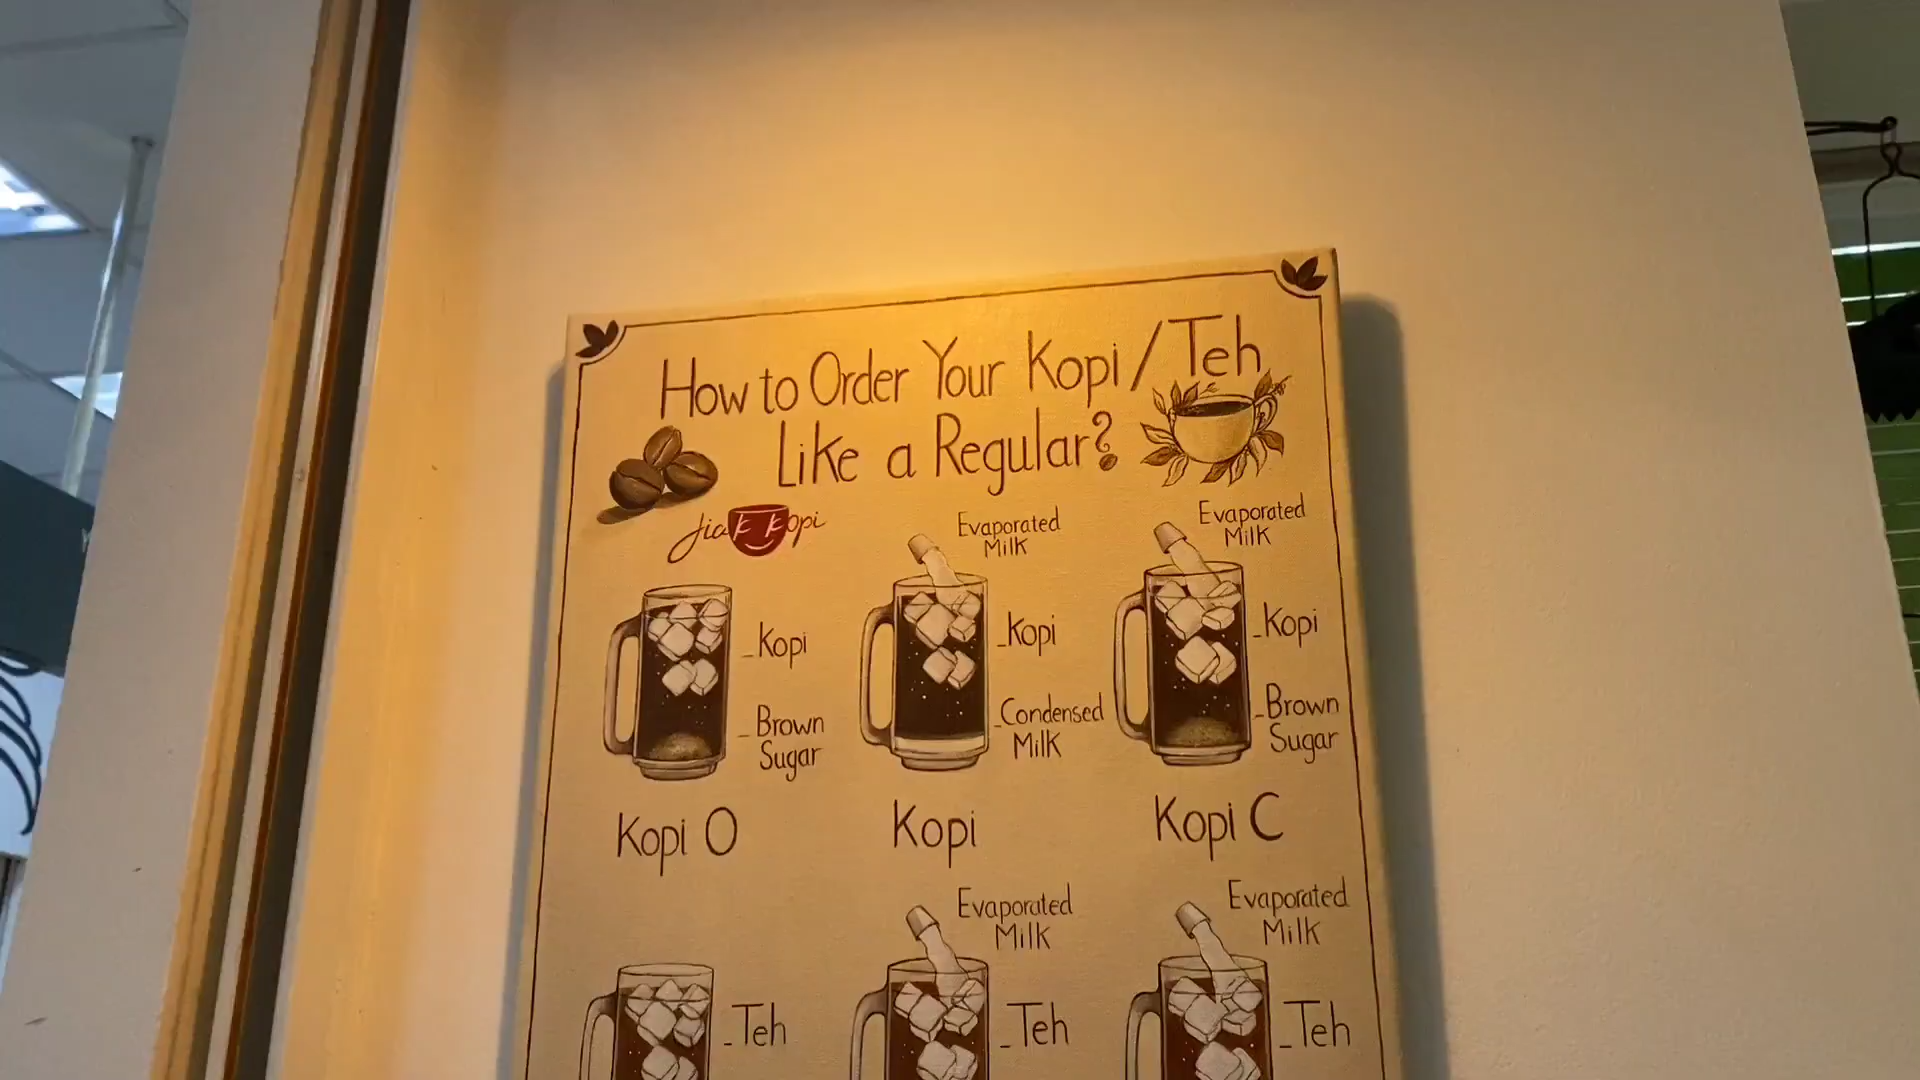 How to Order Your Kopi / Teh
Like a Regular?
Jiak Kopi
Evaporated
Milk
Evaporated
Milk
Kopi
Brown
Sugar
Kopi
Condensed
Milk
Kopi
Brown
Sugar
Kopi O
Kopi
Kopi C
Evaporated
Milk
Evaporated
Milk
Teh
Teh
Teh